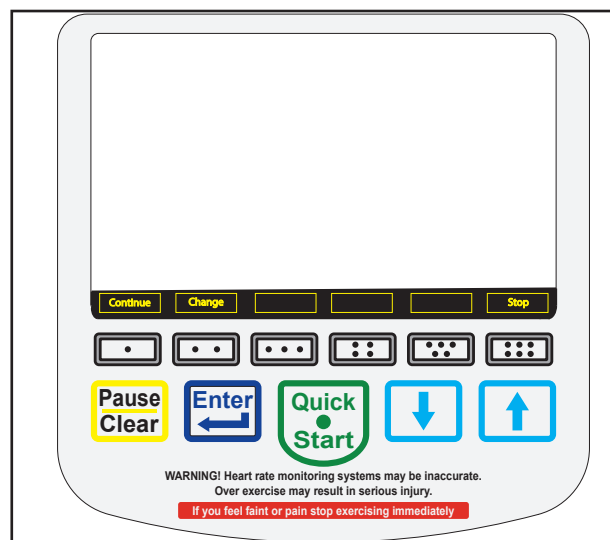 Continue Change Stop
Pause
Clear
Enter
Quick
Start
WARNING! Heart rate monitoring systems may be inaccurate.
Over exercise may result in serious injury.
If you feel faint or pain stop exercising immediately